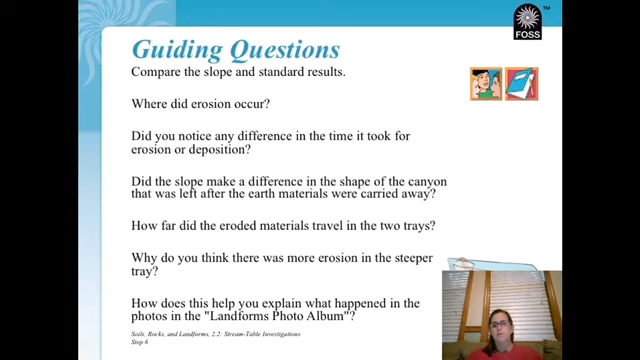 FOSS
TM
Guiding Questions
Compare the slope and standard results.
Where did erosion occur?
Did you notice any difference in the time it took for
erosion or deposition?
Did the slope make a difference in the shape of the canyon
that was left after the earth materials were carried away?
How far did the eroded materials travel in the two trays?
Why do you think there was more erosion in the steeper
tray?
How does this help you explain what happened in the
photos in the "Landforms Photo Album"?
Soils, Rocks, and Landforms, 2.2: Stream-Table Investigations
Step 6